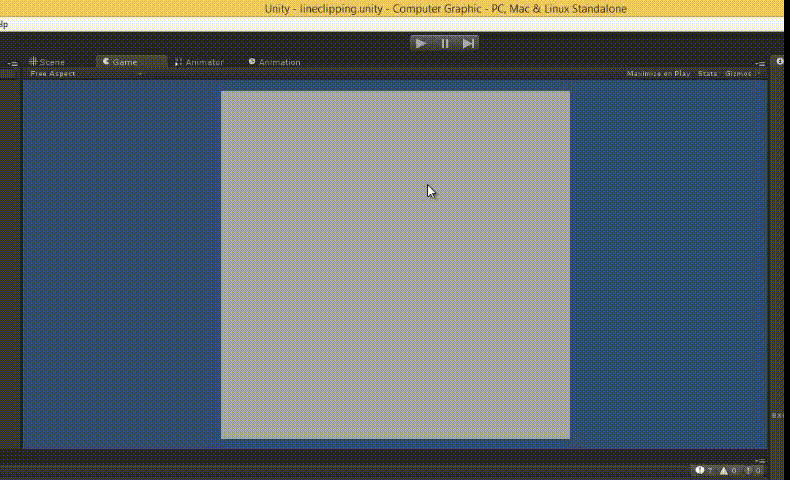 Unity - lineclipping.unity - Computer Graphic - PC, Mac & Linux Standalone
lp
Scene Game Animator Animation
Free Aspect Maximize on Play Stats Gizmos
7 0 0